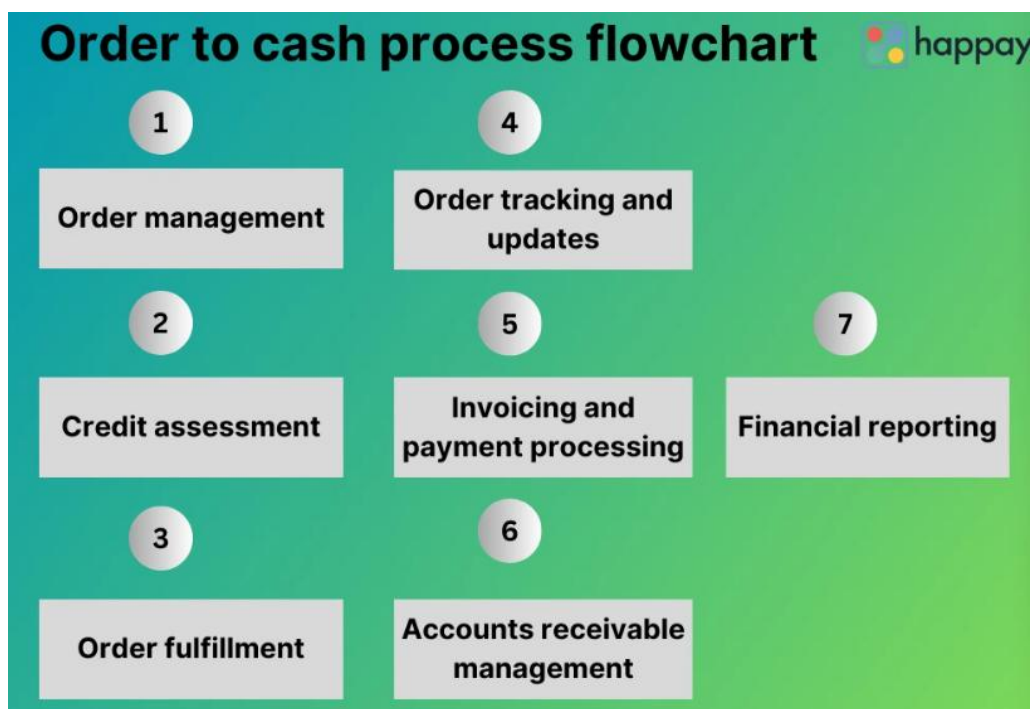 Order to cash process flowchart
happay
1
Order management
2
Credit assessment
3
Order fulfillment
4
Order tracking and
updates
5
Invoicing and
payment processing
6
Accounts receivable
management
7
Financial reporting